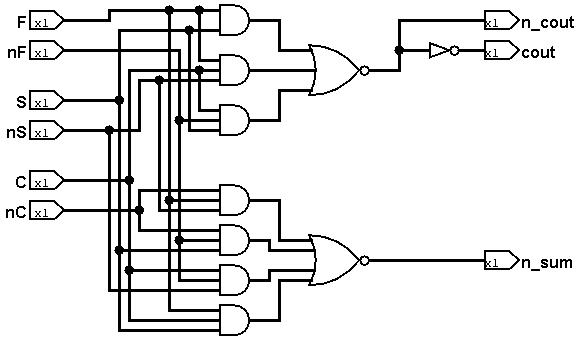 F x1
nF x1
S x1
nS x1
C x1
nC x1
x1 n_cout
x1 cout
x1 n_sum